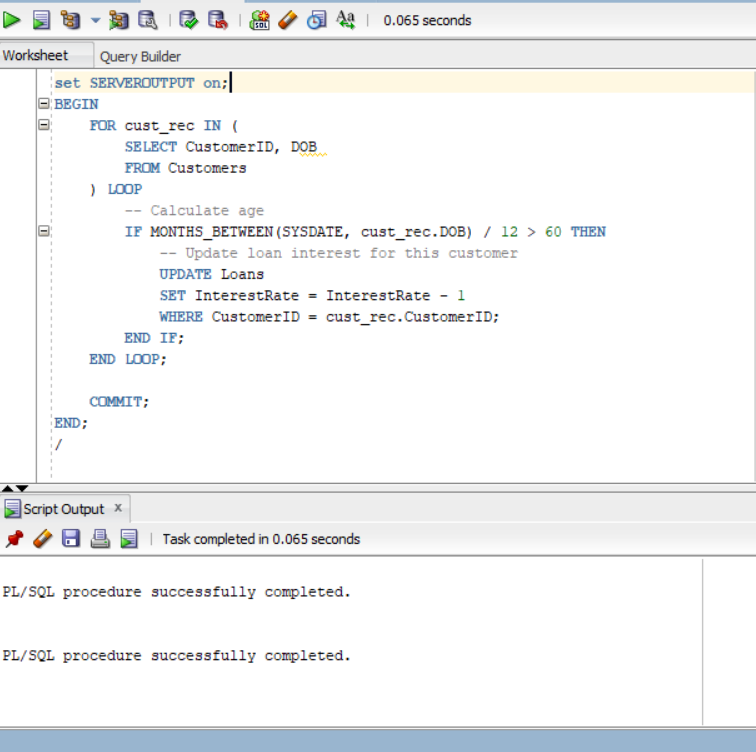 0.065 seconds
Worksheet Query Builder
set SERVEROUTPUT on;
BEGIN
    FOR cust_rec IN (
        SELECT CustomerID, DOB
        FROM Customers
    ) LOOP
        -- Calculate age
        IF MONTHS_BETWEEN(SYSDATE, cust_rec.DOB) / 12 > 60 THEN
            -- Update loan interest for this customer
            UPDATE Loans
            SET InterestRate = InterestRate - 1
            WHERE CustomerID = cust_rec.CustomerID;
        END IF;
    END LOOP;
    COMMIT;
END;
/
Script Output x
Task completed in 0.065 seconds
PL/SQL procedure successfully completed.
PL/SQL procedure successfully completed.